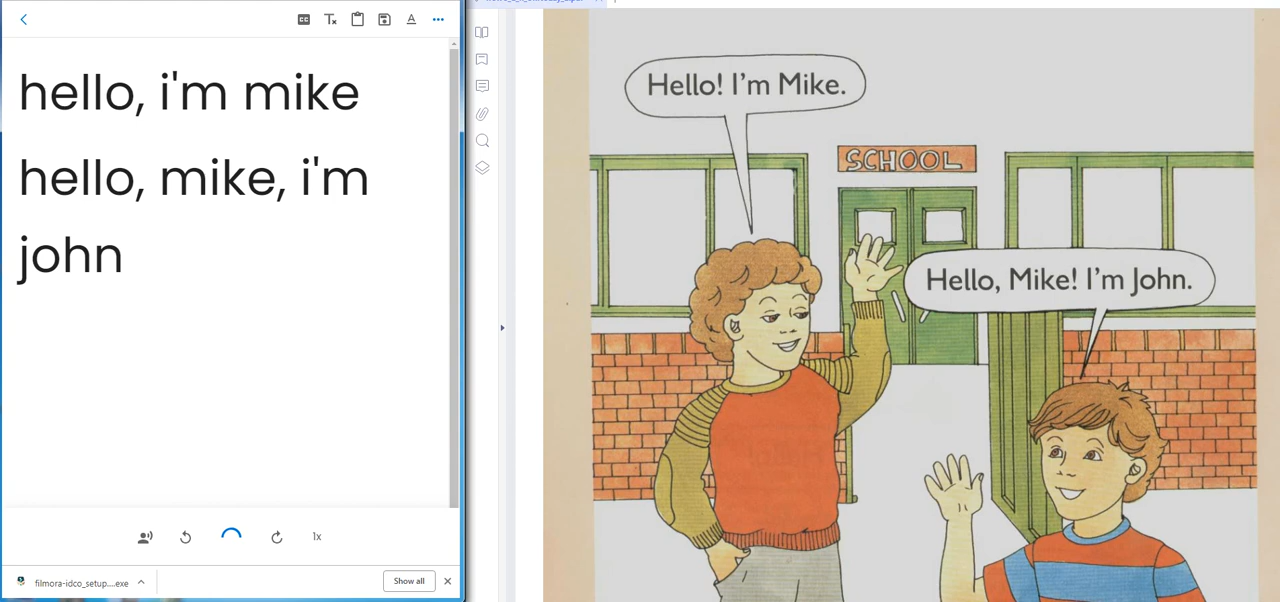 hello, i'm mike
hello, mike, i'm
john
1x
filmora-idco_setup....exe
Show all
Hello! I'm Mike.
SCHOOL
Hello, Mike! I'm John.